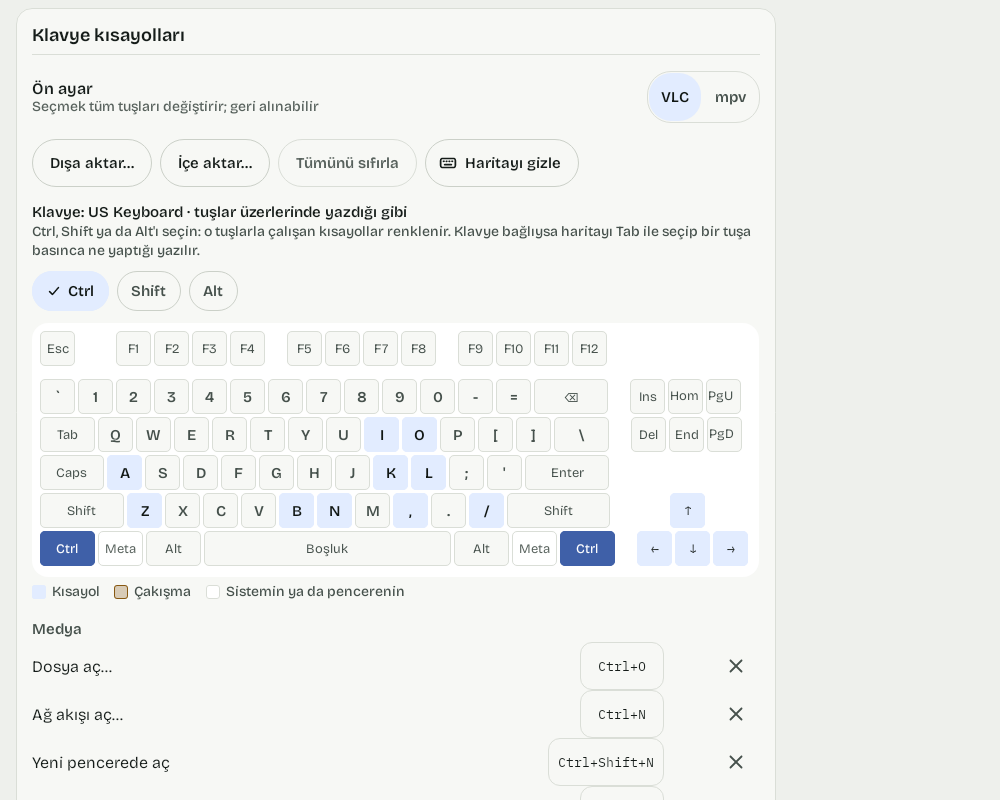 Klavye kısayolları
Ön ayar
Seçmek tüm tuşları değiştirir; geri alınabilir
VLC mpv
Dışa aktar... İçe aktar... Tümünü sıfırla Haritayı gizle
Klavye: US Keyboard · tuşlar üzerlerinde yazdığı gibi
Ctrl, Shift ya da Alt'ı seçin: o tuşlarla çalışan kısayollar renklenir. Klavye bağlıysa haritayı Tab ile seçip bir tuşa
basınca ne yaptığı yazılır.
Ctrl Shift Alt
Esc F1 F2 F3 F4 F5 F6 F7 F8 F9 F10 F11 F12
` 1 2 3 4 5 6 7 8 9 0 - = ⌫ Ins Hom PgU
Tab Q W E R T Y U I O P [ ] \ Del End PgD
Caps A S D F G H J K L ; ' Enter
Shift Z X C V B N M , . / Shift ↑
Ctrl Meta Alt Boşluk Alt Meta Ctrl ← ↓ →
Kısayol Çakışma Sistemin ya da pencerenin
Medya
Dosya aç... Ctrl+O
Ağ akışı aç... Ctrl+N
Yeni pencerede aç Ctrl+Shift+N